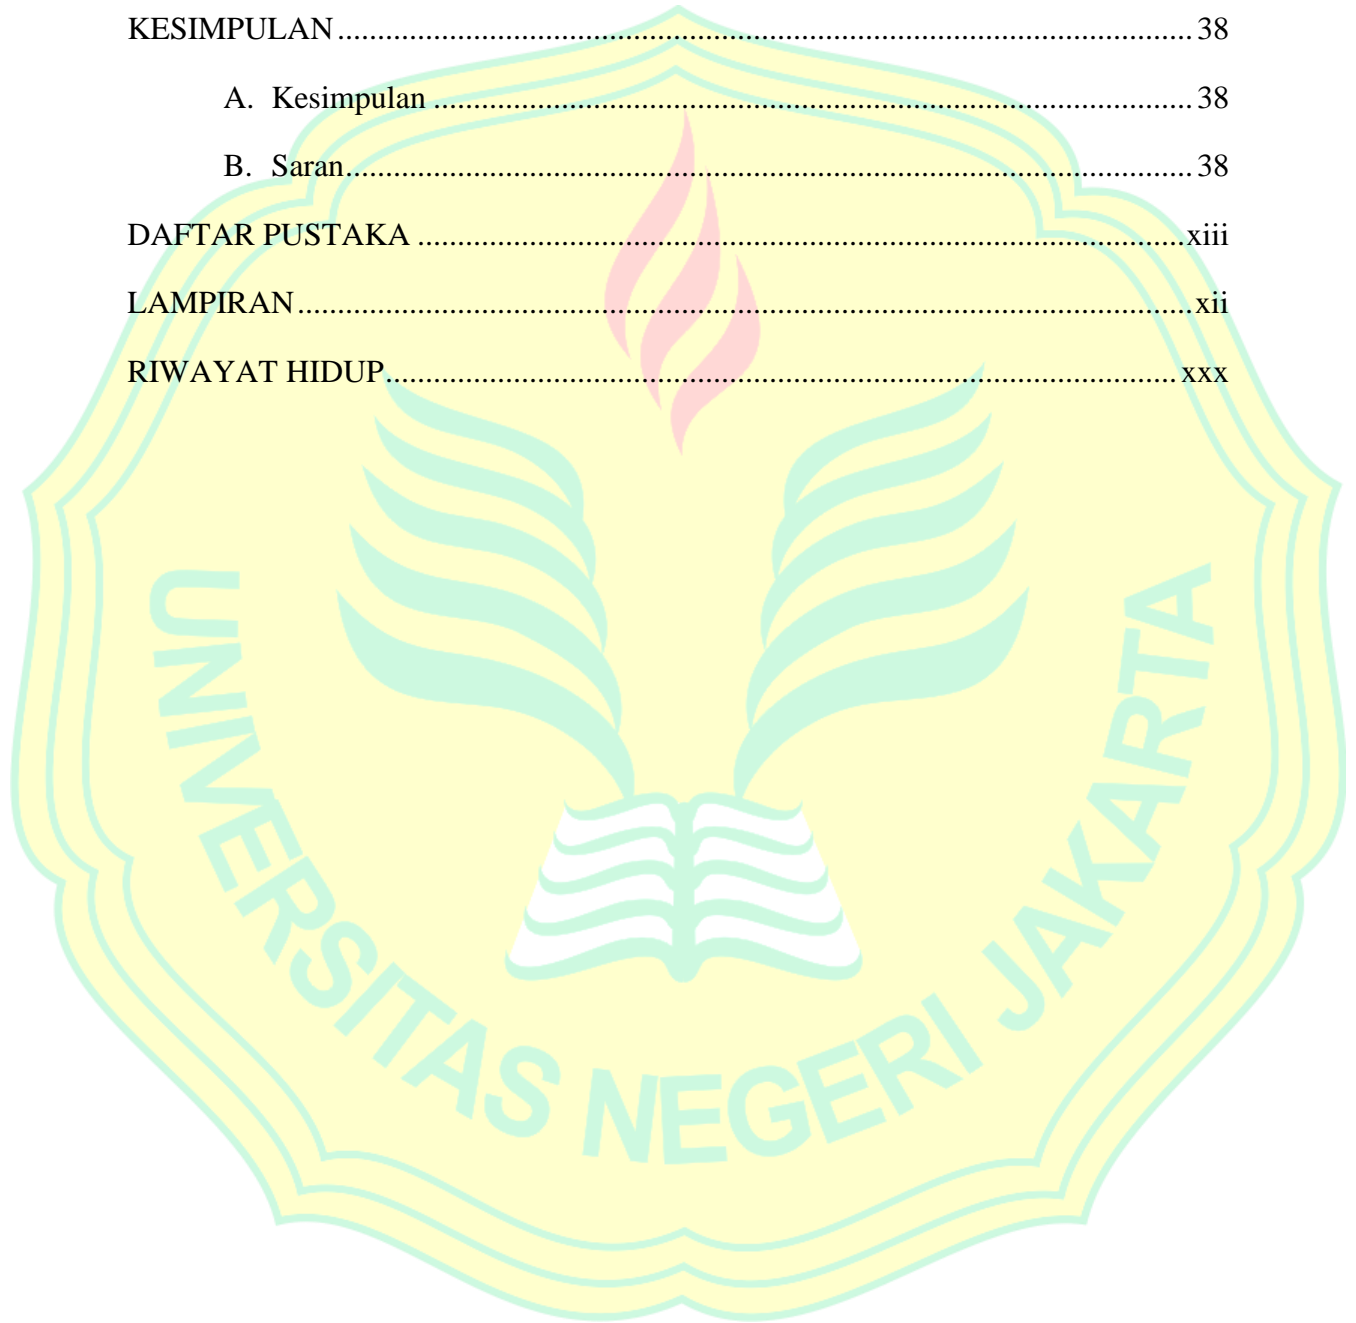 KESIMPULAN ........................................................................................................... 38
A. Kesimpulan ............................................................................................... 38
B. Saran.......................................................................................................... 38
DAFTAR PUSTAKA ................................................................................................xiii
LAMPIRAN................................................................................................................xii
RIWAYAT HIDUP................................................................................................... xxx
UNIVERSITAS NEGERI JAKARTA